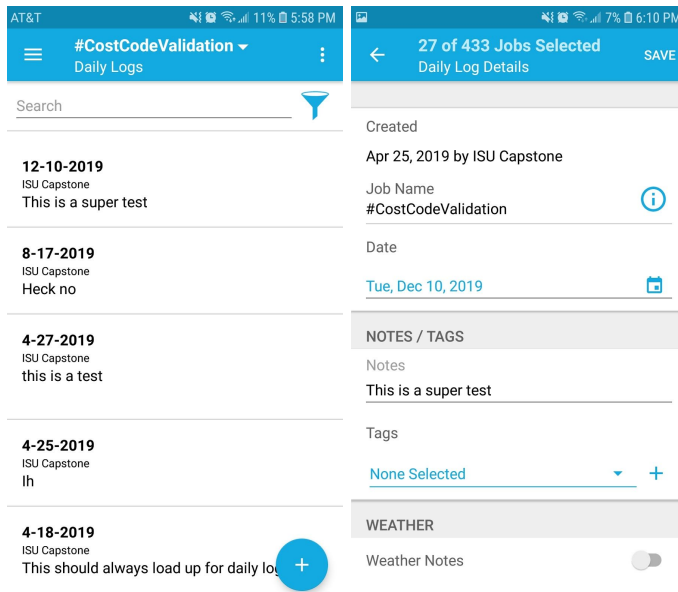 AT&T 11% 5:58 PM
#CostCodeValidation
Daily Logs
Search
12-10-2019
ISU Capstone
This is a super test
8-17-2019
ISU Capstone
Heck no
4-27-2019
ISU Capstone
this is a test
4-25-2019
ISU Capstone
4-18-2019
ISU Capstone
This should always load up for daily
+
7% 6:10 PM
27 of 433 Jobs Selected
SAVE
Daily Log Details
Created
Apr 25, 2019 by ISU Capstone
Job Name
#CostCodeValidation
Date
Tue, Dec 10, 2019
NOTES / TAGS
Notes
This is a super test
Tags
None Selected
+
WEATHER
Weather Notes